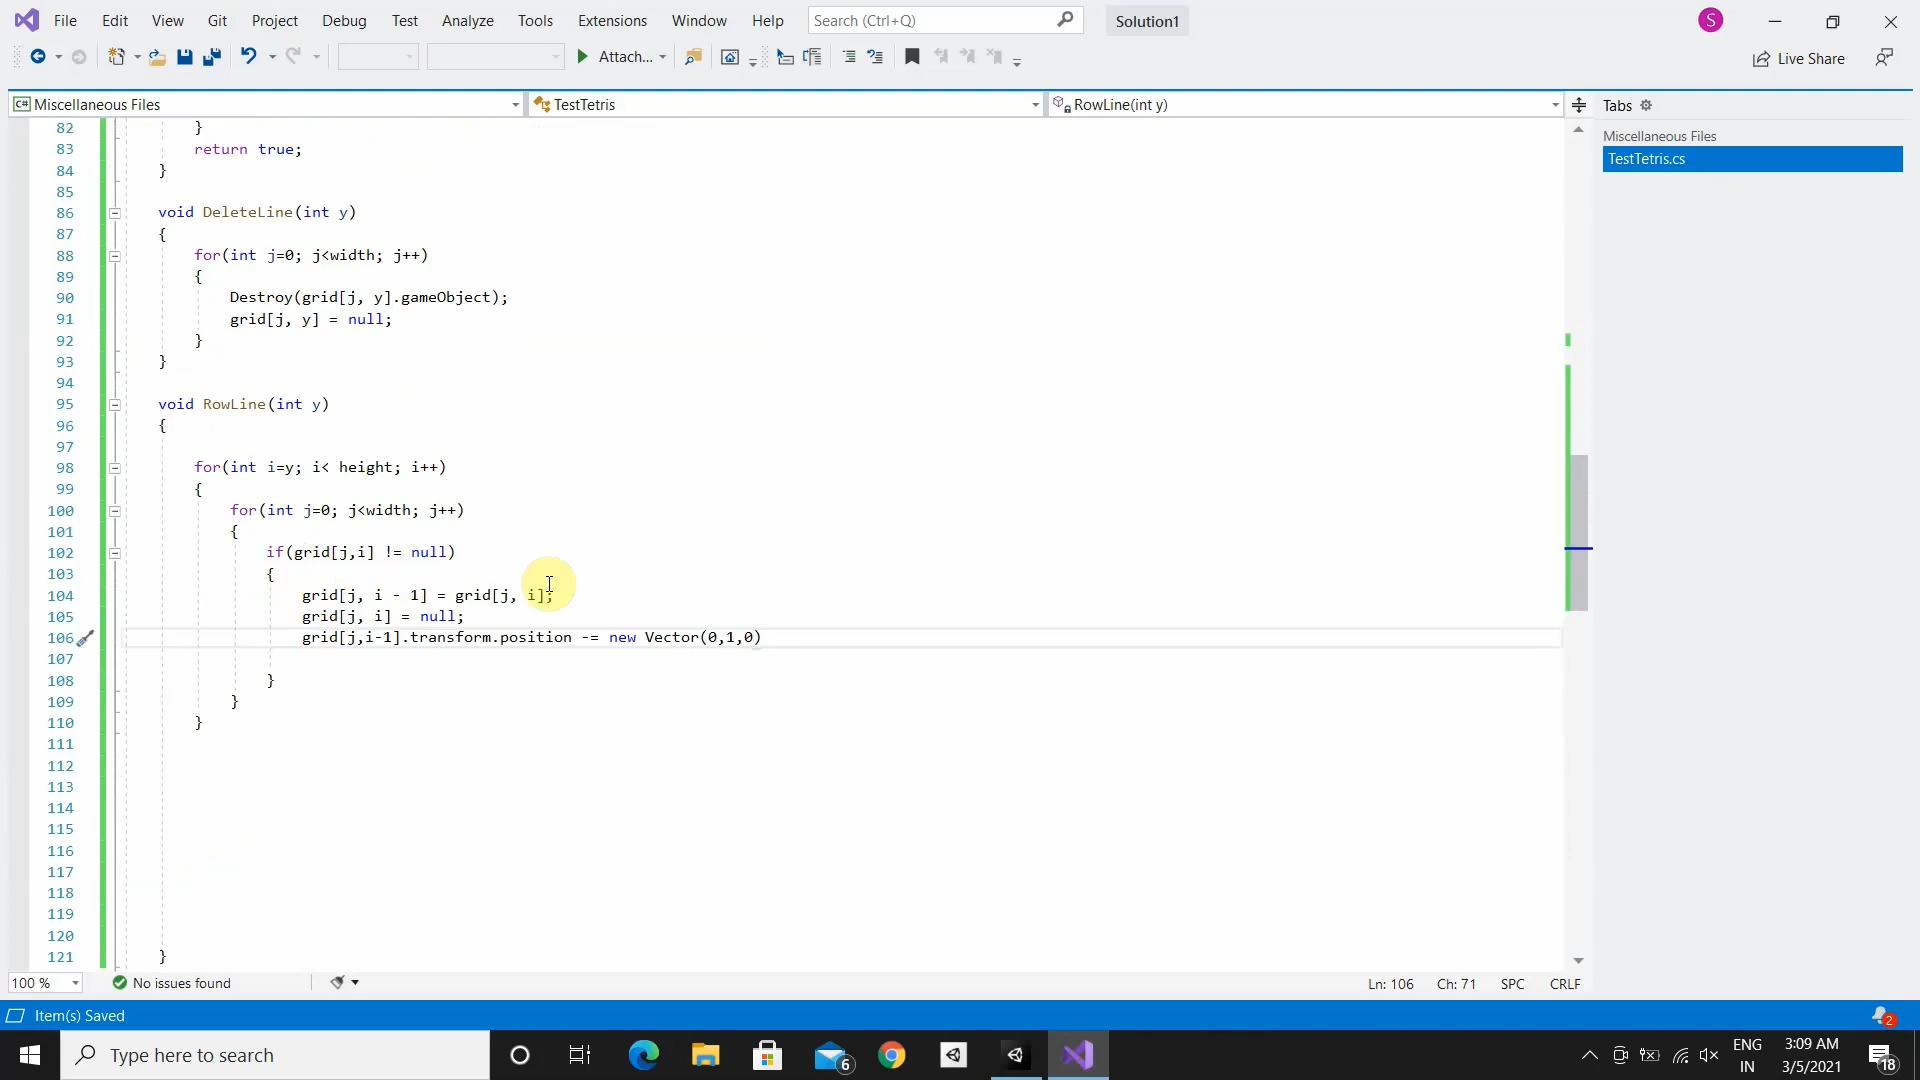 File Edit View Git Project Debug Test Analyze Tools Extensions Window Help Search (Ctrl+Q) Solution1 S
Attach... Live Share
C# Miscellaneous Files TestTetris RowLine(int y) Tabs
Miscellaneous Files
TestTetris.cs
82 }
83 return true;
84 }
85
86 void DeleteLine(int y)
87 {
88 for(int j=0; j<width; j++)
89 {
90 Destroy(grid[j, y].gameObject);
91 grid[j, y] = null;
92 }
93 }
94
95 void RowLine(int y)
96 {
97
98 for(int i=y; i< height; i++)
99 {
100 for(int j=0; j<width; j++)
101 {
102 if(grid[j,i] != null)
103 {
104 grid[j, i - 1] = grid[j, i];
105 grid[j, i] = null;
106 grid[j,i-1].transform.position -= new Vector(0,1,0)
107
108 }
109 }
110 }
111
112
113
114
115
116
117
118
119
120
121 }
100 % No issues found Ln: 106 Ch: 71 SPC CRLF
Item(s) Saved 2
Type here to search 6 ENG 3:09 AM
IN 3/5/2021 18